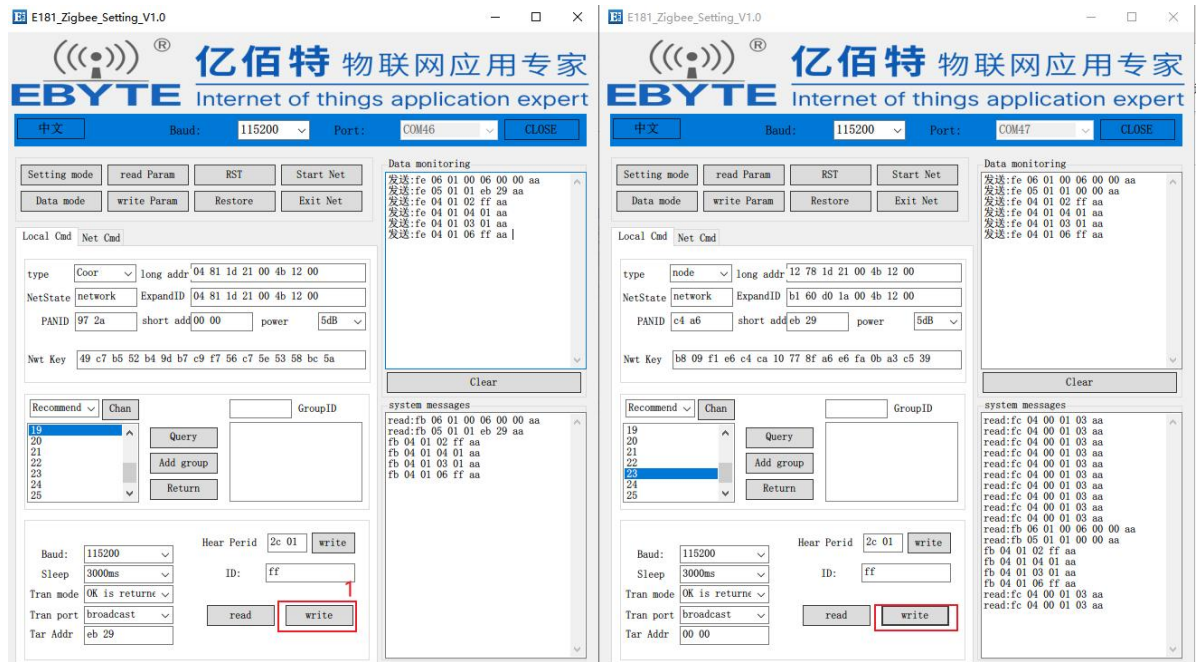 E181_Zigbee_Setting_V1.0
® 亿佰特 物联网应用专家
EBYTE Internet of things application expert
中文 Baud: 115200 Port: COM46 CLOSE
Setting mode read Param RST Start Net
Data mode write Param Restore Exit Net
Local Cmd Net Cmd
type Coor long addr 04 81 1d 21 00 4b 12 00
NetState network ExpandID 04 81 1d 21 00 4b 12 00
PANID 97 2a short add 00 00 power 5dB
Nwt Key 49 c7 b5 52 b4 9d b7 c9 f7 56 c7 5e 53 58 bc 5a
Recommend Chan GroupID
19
20
21
22
23
24
25
Query
Add group
Return
Hear Perid 2c 01 write
Baud: 115200
Sleep 3000ms ID: ff
Tran mode OK is returne 1
Tran port broadcast read write
Tar Addr eb 29
Data monitoring
发送:fe 06 01 00 06 00 00 aa
发送:fe 05 01 01 eb 29 aa
发送:fe 04 01 02 ff aa
发送:fe 04 01 04 01 aa
发送:fe 04 01 03 01 aa
发送:fe 04 01 06 ff aa
Clear
system messages
read:fb 06 01 00 06 00 00 aa
read:fb 05 01 01 eb 29 aa
fb 04 01 02 ff aa
fb 04 01 04 01 aa
fb 04 01 03 01 aa
fb 04 01 06 ff aa
E181_Zigbee_Setting_V1.0
® 亿佰特 物联网应用专家
EBYTE Internet of things application expert
中文 Baud: 115200 Port: COM47 CLOSE
Setting mode read Param RST Start Net
Data mode write Param Restore Exit Net
Local Cmd Net Cmd
type node long addr 12 78 1d 21 00 4b 12 00
NetState network ExpandID b1 60 d0 1a 00 4b 12 00
PANID c4 a6 short add eb 29 power 5dB
Nwt Key b8 09 f1 e6 c4 ca 10 77 8f a6 e6 fa 0b a3 c5 39
Recommend Chan GroupID
19
20
21
22
23
24
25
Query
Add group
Return
Hear Perid 2c 01 write
Baud: 115200
Sleep 3000ms ID: ff
Tran mode OK is returne
Tran port broadcast read write
Tar Addr 00 00
Data monitoring
发送:fe 06 01 00 06 00 00 aa
发送:fe 05 01 01 00 00 aa
发送:fe 04 01 02 ff aa
发送:fe 04 01 04 01 aa
发送:fe 04 01 03 01 aa
发送:fe 04 01 06 ff aa
Clear
system messages
read:fc 04 00 01 03 aa
read:fc 04 00 01 03 aa
read:fc 04 00 01 03 aa
read:fc 04 00 01 03 aa
read:fc 04 00 01 03 aa
read:fc 04 00 01 03 aa
read:fc 04 00 01 03 aa
read:fc 04 00 01 03 aa
read:fc 04 00 01 03 aa
read:fc 04 00 01 03 aa
read:fb 06 01 00 06 00 00 aa
read:fb 05 01 01 00 00 aa
fb 04 01 02 ff aa
fb 04 01 04 01 aa
fb 04 01 03 01 aa
fb 04 01 06 ff aa
read:fc 04 00 01 03 aa
read:fc 04 00 01 03 aa